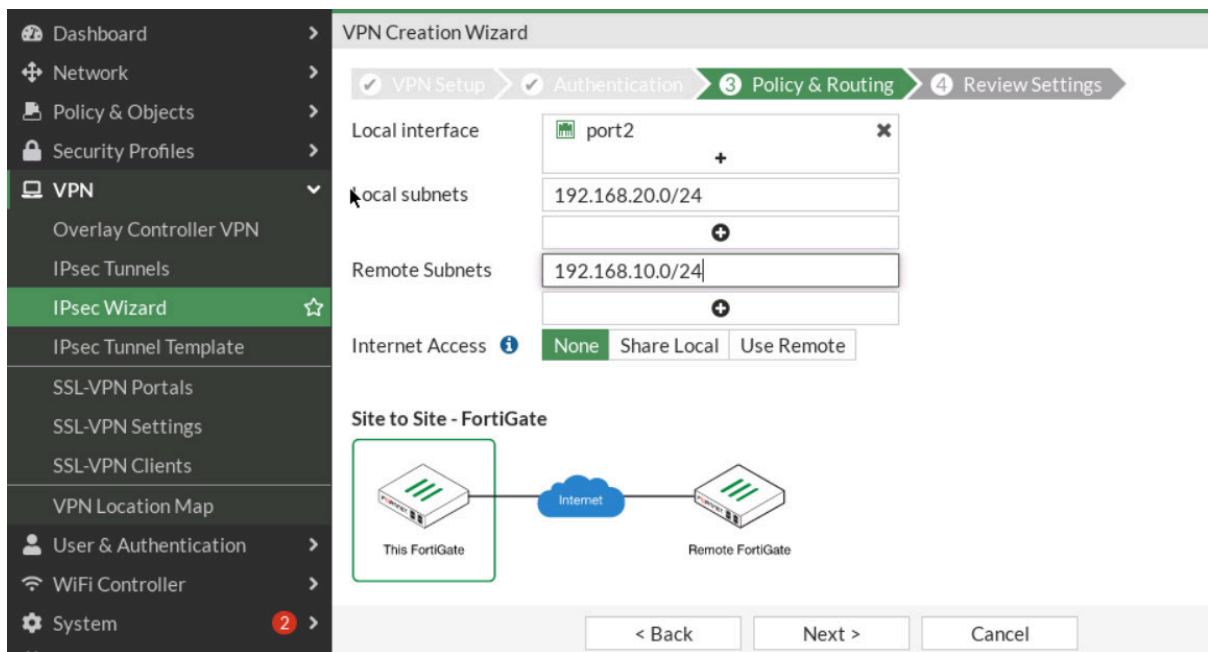 Dashboard
Network
Policy & Objects
Security Profiles
VPN
Overlay Controller VPN
IPsec Tunnels
IPsec Wizard
IPsec Tunnel Template
SSL-VPN Portals
SSL-VPN Settings
SSL-VPN Clients
VPN Location Map
User & Authentication
WiFi Controller
System 2
VPN Creation Wizard
VPN Setup Authentication 3 Policy & Routing 4 Review Settings
Local interface port2
Local subnets 192.168.20.0/24
Remote Subnets 192.168.10.0/24
Internet Access None Share Local Use Remote
Site to Site - FortiGate
Internet
This FortiGate Remote FortiGate
< Back Next > Cancel